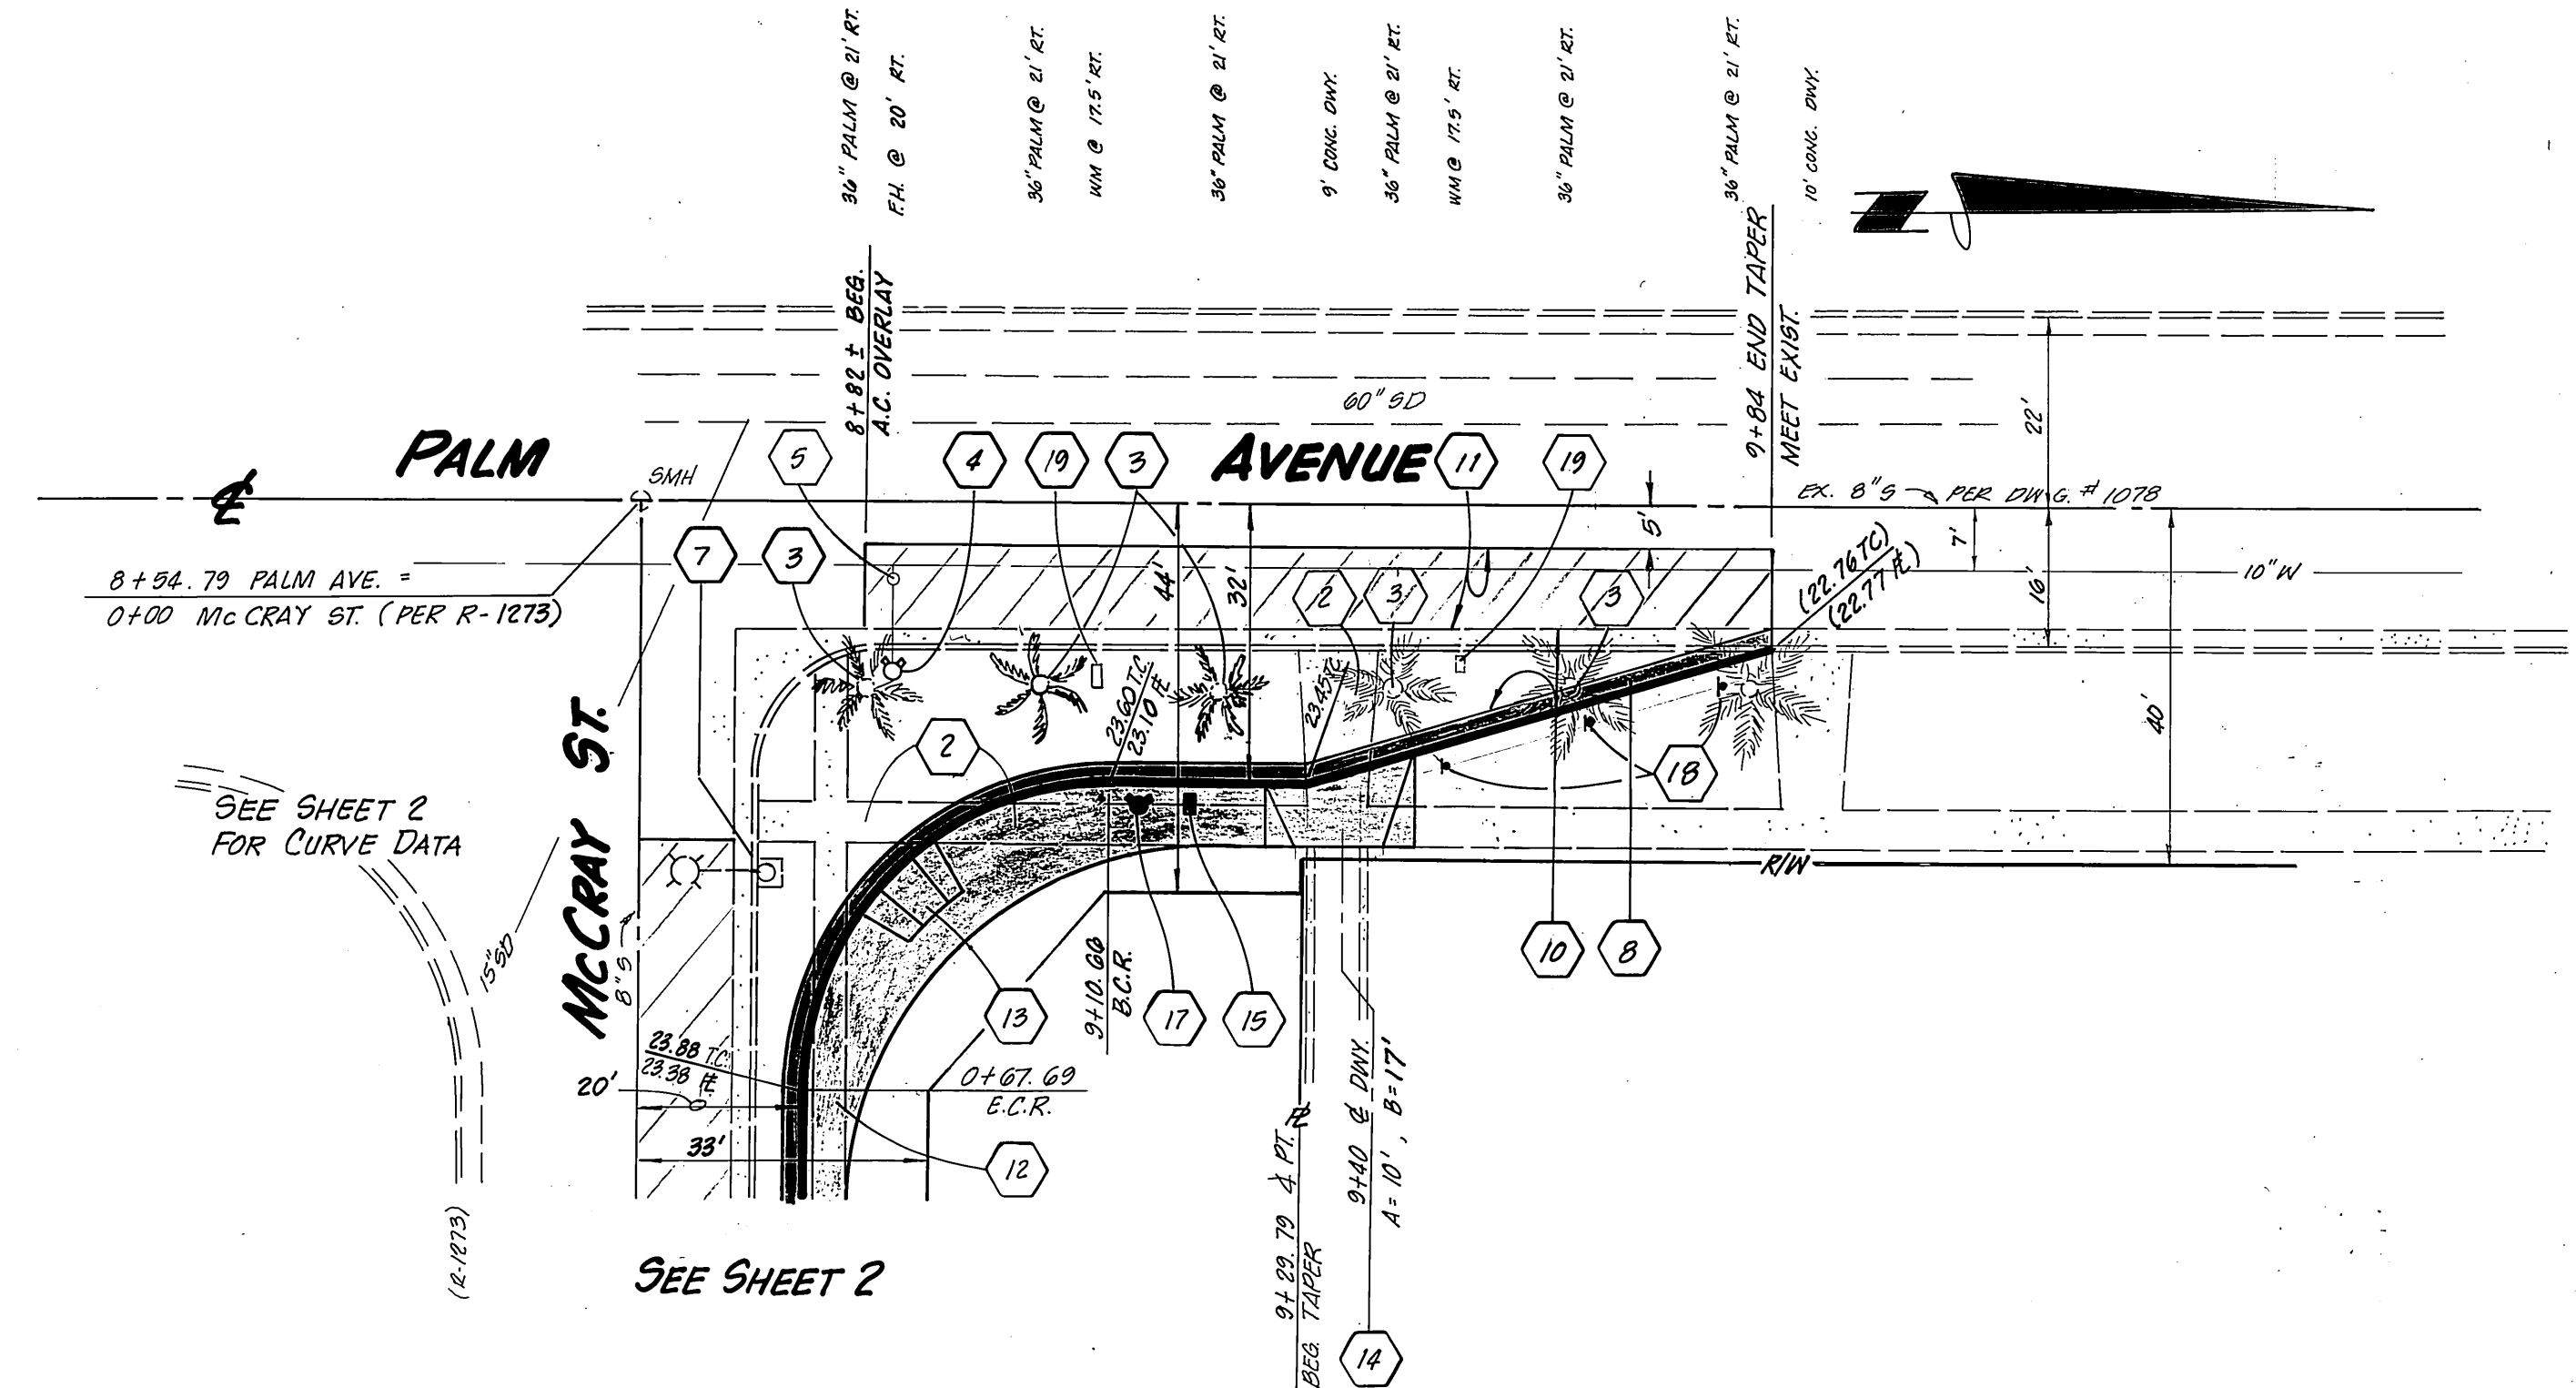 36" PALM @ 21' RT.
F.H. @ 20' RT.
36" PALM @ 21' RT.
WM @ 17.5' RT.
36" PALM @ 21' RT.
9' CONC. DWY.
36" PALM @ 21' RT.
WM @ 17.5' RT.
36" PALM @ 21' RT.
36" PALM @ 21' RT.
10' CONC. DWY.
8+82 ± BEG.
A.C. OVERLAY
9+84 END TAPER
MEET EXIST.
60" SD
22'
PALM AVENUE
5
4
19
3
11
19
SMH
℄
EX. 8" S PER DWG. # 1078
5'
7'
7
3
8+54.79 PALM AVE. =
0+00 McCRAY ST. (PER R-1273)
44'
32'
2
3
3
(22.76 TC)
(22.77 ℄)
16'
10" W
40'
23.60 T.C.
23.10 ℄
23.45 TC
2
18
McCRAY ST.
SEE SHEET 2
FOR CURVE DATA
R/W
15" SD
8" S
10
8
13
9+10.66
B.C.R.
17
15
23.88 T.C.
23.38 ℄
20'
0+67.69
E.C.R.
33'
12
9+29.79 ∡ PT.
BEG. TAPER
9+40 ℄ DWY.
A = 10', B = 17'
(R-1273)
SEE SHEET 2
14